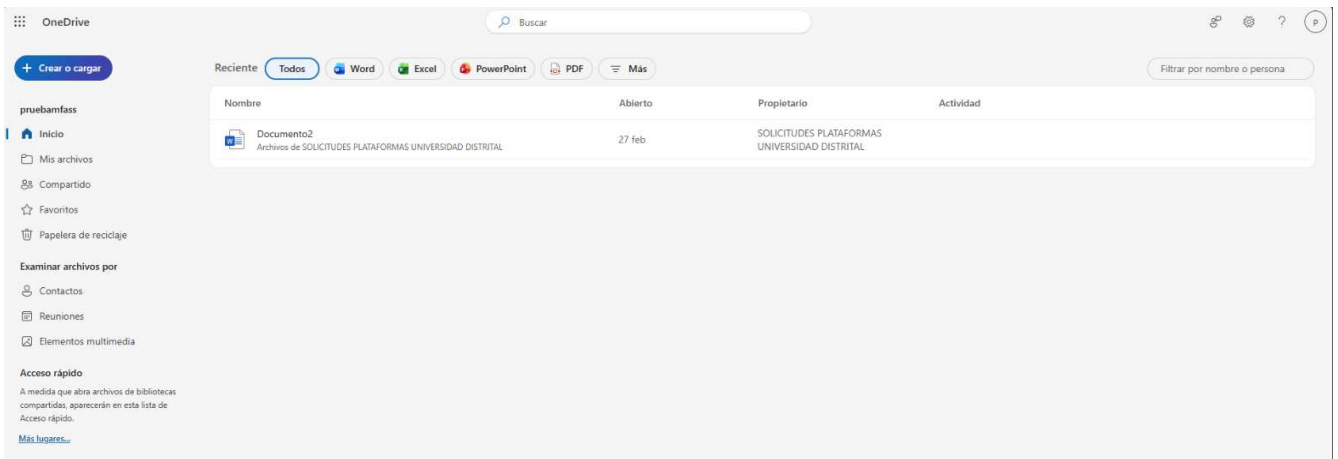 OneDrive
Buscar
?
P
+ Crear o cargar
Reciente Todos Word Excel PowerPoint PDF Más
Filtrar por nombre o persona
pruebamfass
Inicio
Mis archivos
Compartido
Favoritos
Papelera de reciclaje
Examinar archivos por
Contactos
Reuniones
Elementos multimedia
Acceso rápido
A medida que abra archivos de bibliotecas
compartidas, aparecerán en esta lista de
Acceso rápido.
Más lugares...
Nombre Abierto Propietario Actividad
Documento2
Archivos de SOLICITUDES PLATAFORMAS UNIVERSIDAD DISTRITAL
27 feb
SOLICITUDES PLATAFORMAS
UNIVERSIDAD DISTRITAL